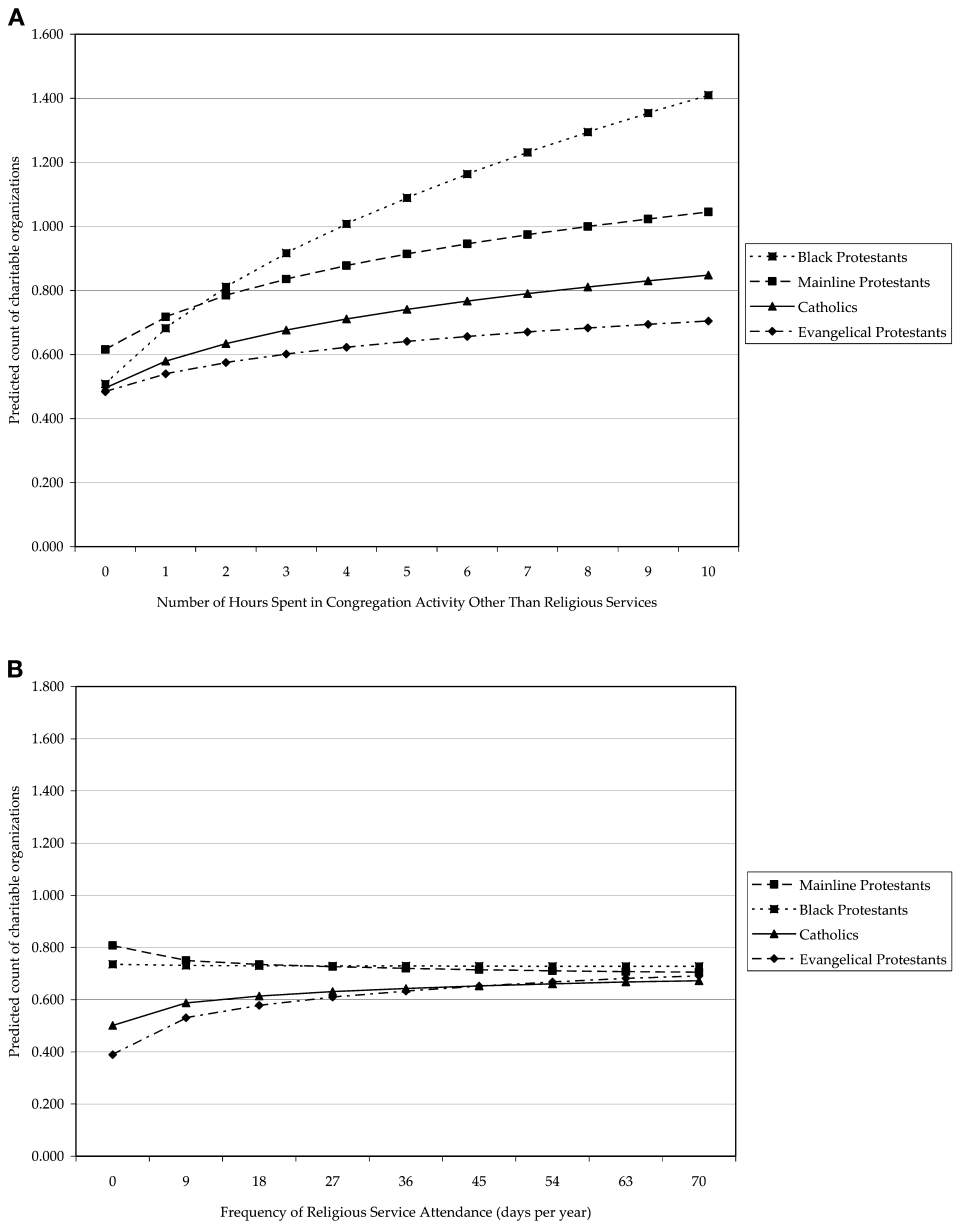 A
1.600
1.400
1.200
1.000
0.800
0.600
0.400
0.200
0.000
Predicted count of charitable organizations
0 1 2 3 4 5 6 7 8 9 10
Number of Hours Spent in Congregation Activity Other Than Religious Services
Black Protestants
Mainline Protestants
Catholics
Evangelical Protestants
B
1.800
1.600
1.400
1.200
1.000
0.800
0.600
0.400
0.200
0.000
Predicted count of charitable organizations
0 9 18 27 36 45 54 63 70
Frequency of Religious Service Attendance (days per year)
Mainline Protestants
Black Protestants
Catholics
Evangelical Protestants